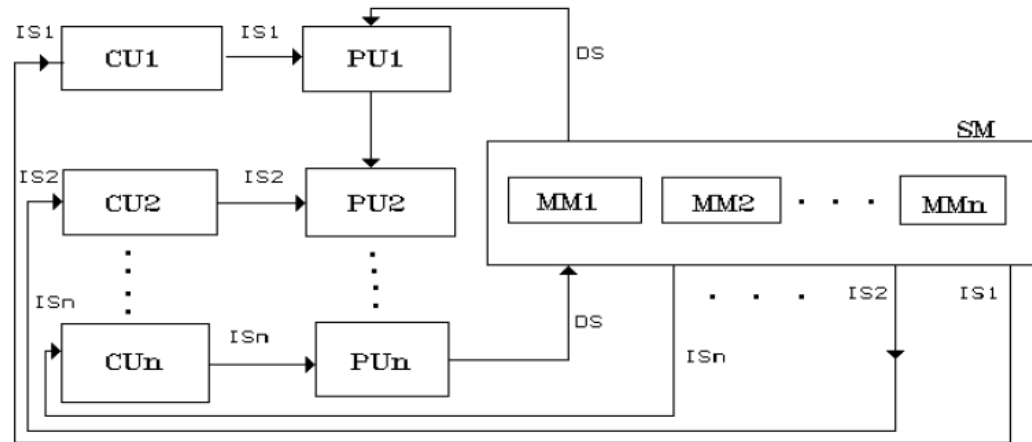 IS1 CU1 IS1 PU1 DS
SM
IS2 CU2 IS2 PU2 MM1 MM2 . . . MMn
ISn CUn ISn PUn DS ISn . . . IS2 IS1